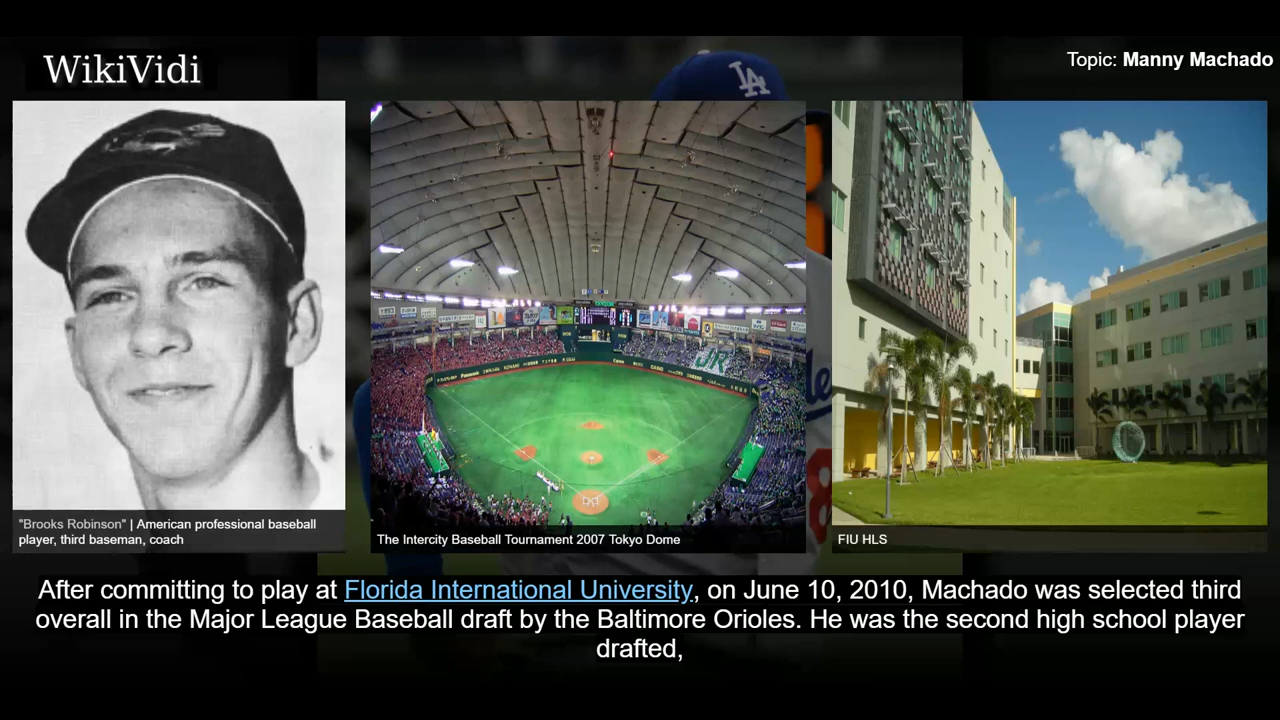 WikiVidi
Topic: Manny Machado
LA
JR
"Brooks Robinson" | American professional baseball
player, third baseman, coach
The Intercity Baseball Tournament 2007 Tokyo Dome
FIU HLS
After committing to play at Florida International University, on June 10, 2010, Machado was selected third
overall in the Major League Baseball draft by the Baltimore Orioles. He was the second high school player
drafted,